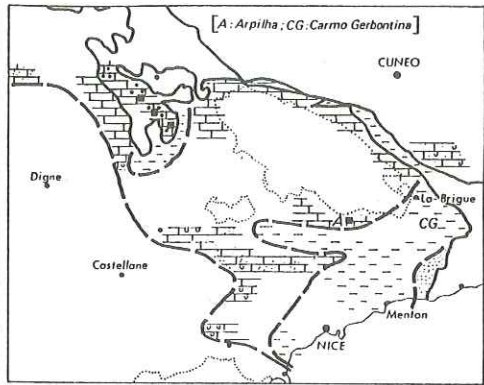 [A : Arpilha ; CG : Carmo Gerbontina]
CUNEO
Digne
La-Brigue
A
CG
Castellane
Menton
NICE